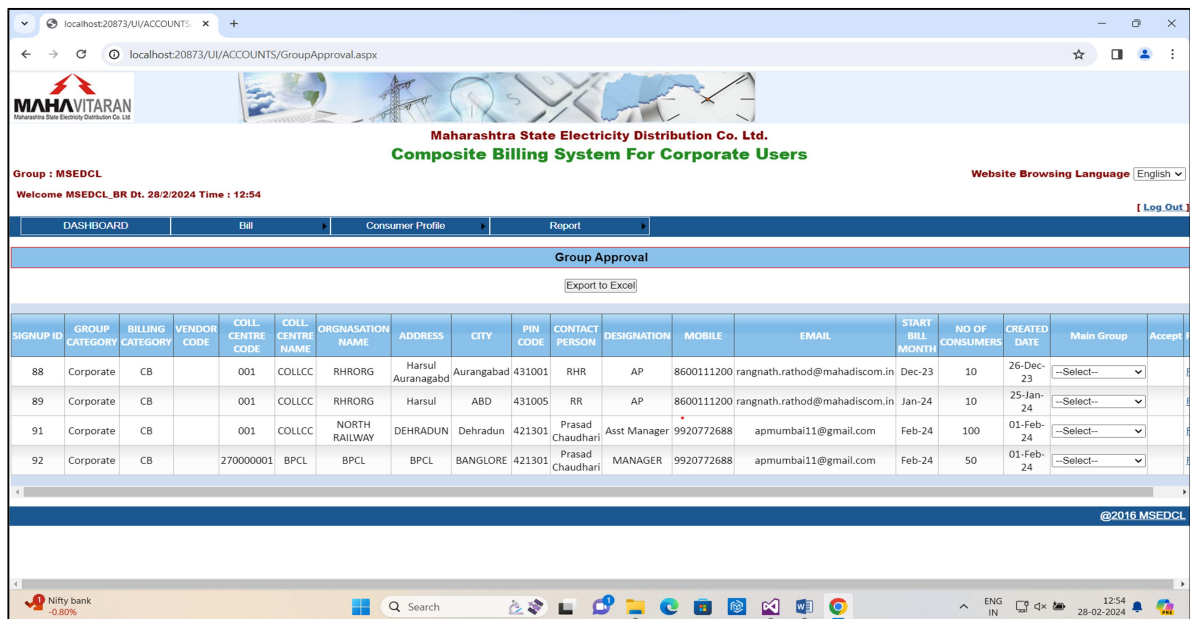 localhost:20873/UI/ACCOUNTS/
localhost:20873/UI/ACCOUNTS/GroupApproval.aspx
MAHAVITARAN
Maharashtra State Electricity Distribution Co. Ltd
Maharashtra State Electricity Distribution Co. Ltd.
Composite Billing System For Corporate Users
Group : MSEDCL
Website Browsing Language English
Welcome MSEDCL_BR Dt. 28/2/2024 Time : 12:54
[ Log Out ]
DASHBOARD Bill Consumer Profile Report
Group Approval
Export to Excel
SIGNUP ID GROUP CATEGORY BILLING CATEGORY VENDOR CODE COLL. CENTRE CODE COLL. CENTRE NAME ORGNASATION NAME ADDRESS CITY PIN CODE CONTACT PERSON DESIGNATION MOBILE EMAIL START BILL MONTH NO OF CONSUMERS CREATED DATE Main Group Accept
88 Corporate CB 001 COLLCC RHRORG Harsul Auranagabd Aurangabad 431001 RHR AP 8600111200 rangnath.rathod@mahadiscom.in Dec-23 10 26-Dec-23 --Select--
89 Corporate CB 001 COLLCC RHRORG Harsul ABD 431005 RR AP 8600111200 rangnath.rathod@mahadiscom.in Jan-24 10 25-Jan-24 --Select--
91 Corporate CB 001 COLLCC NORTH RAILWAY DEHRADUN Dehradun 421301 Prasad Chaudhari Asst Manager 9920772688 apmumbai11@gmail.com Feb-24 100 01-Feb-24 --Select--
92 Corporate CB 270000001 BPCL BPCL BPCL BANGLORE 421301 Prasad Chaudhari MANAGER 9920772688 apmumbai11@gmail.com Feb-24 50 01-Feb-24 --Select--
@2016 MSEDCL
1 Nifty bank
-0.80%
Search
ENG
IN
12:54
28-02-2024
PRE